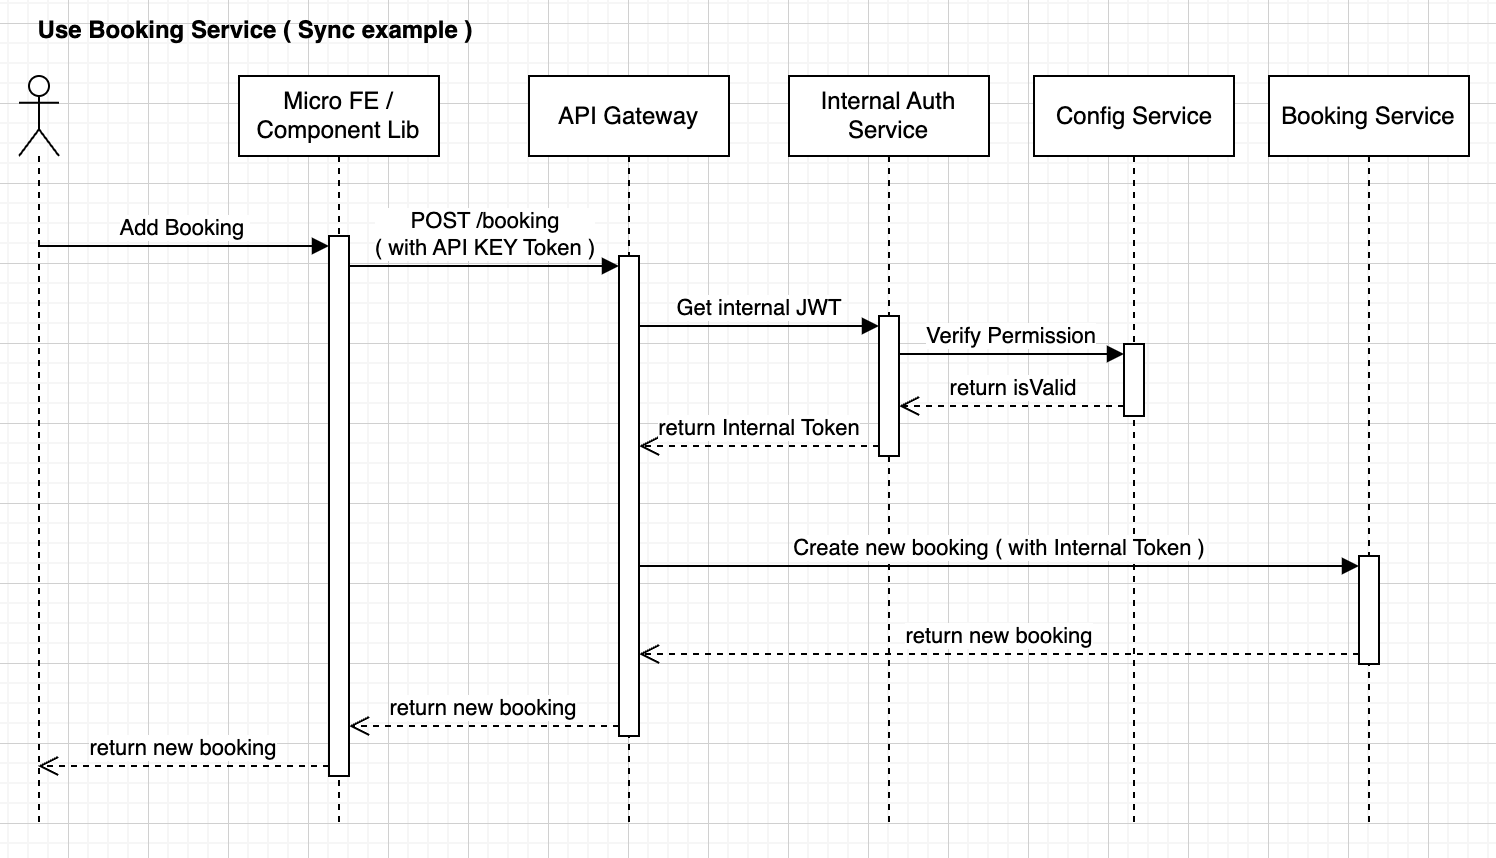 Use Booking Service ( Sync example )
Micro FE /
Component Lib
API Gateway
Internal Auth
Service
Config Service
Booking Service
Add Booking
POST /booking
( with API KEY Token )
Get internal JWT
Verify Permission
return isValid
return Internal Token
Create new booking ( with Internal Token )
return new booking
return new booking
return new booking